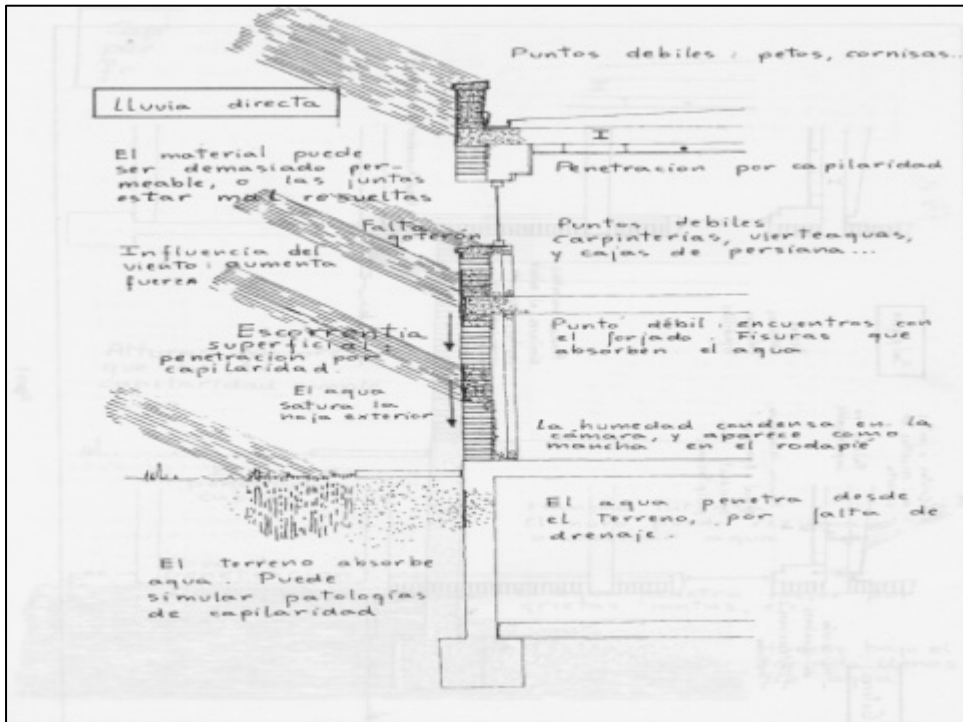 Puntos debiles: petos, cornisas...
Lluvia directa
El material puede
ser demasiado per-
meable, o las juntas
estar mal resueltas
Penetracion por capilaridad
Falta
goteron
Puntos debiles
carpinterías, vierteaguas,
y cajas de persiana...
Influencia del
viento: aumenta
fuerza
Escorrentia
superficial:
penetracion por
capilaridad.
Punto débil: encuentros con
el forjado. Fisuras que
absorben el agua
El agua
satura la
hoja exterior
La humedad condensa en la
cámara, y aparece como
mancha en el rodapie
El agua penetra desde
el terreno, por falta de
drenaje.
El terreno absorbe
agua. Puede
simular patologías
de capilaridad